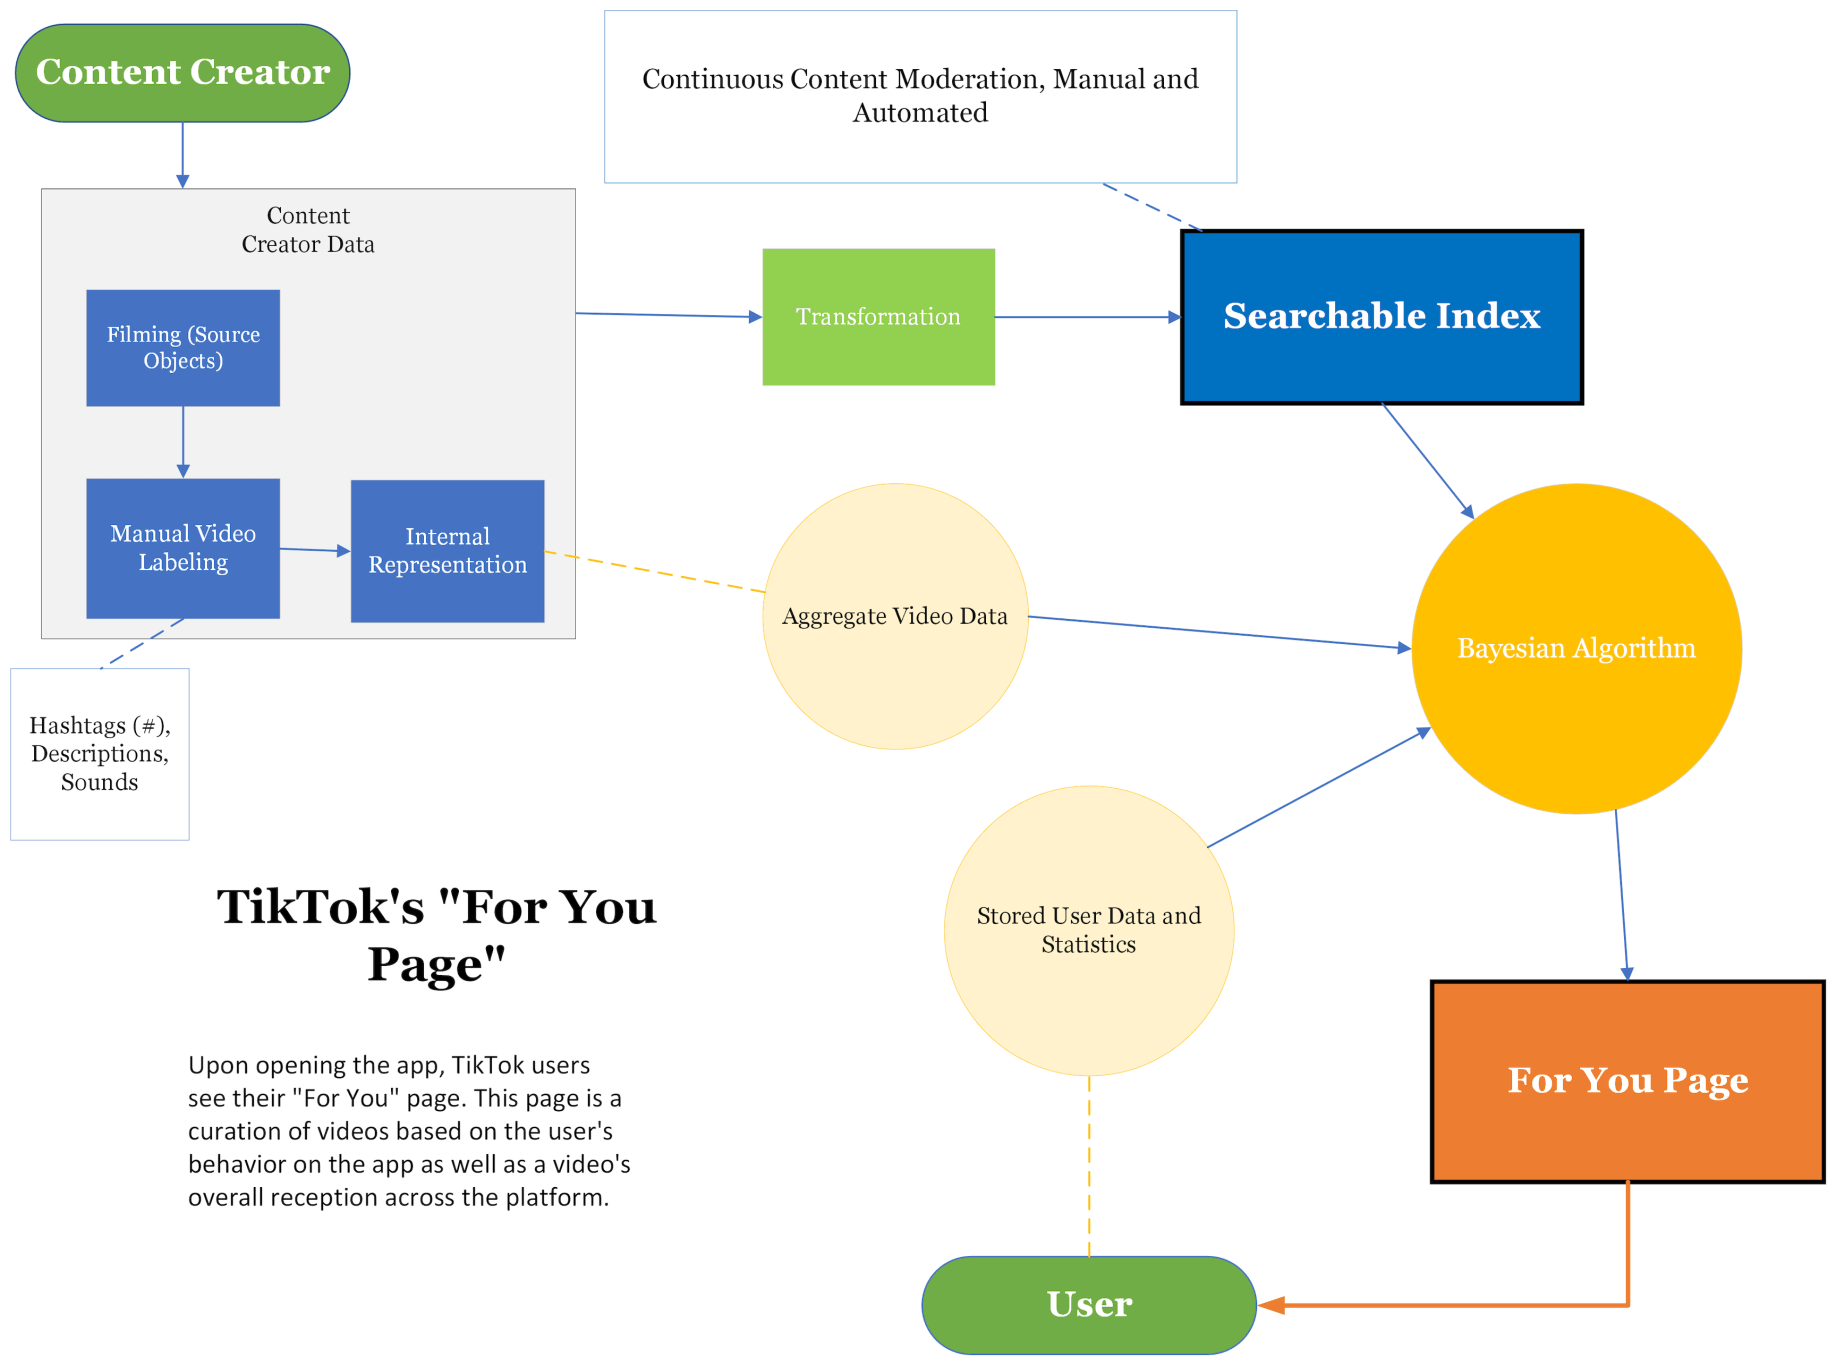 Content Creator
Continuous Content Moderation, Manual and
Automated
Content
Creator Data
Filming (Source
Objects)
Transformation
Searchable Index
Manual Video
Labeling
Internal
Representation
Aggregate Video Data
Bayesian Algorithm
Hashtags (#),
Descriptions,
Sounds
Stored User Data and
Statistics
TikTok's "For You
Page"
Upon opening the app, TikTok users
see their "For You" page. This page is a
curation of videos based on the user's
behavior on the app as well as a video's
overall reception across the platform.
For You Page
User